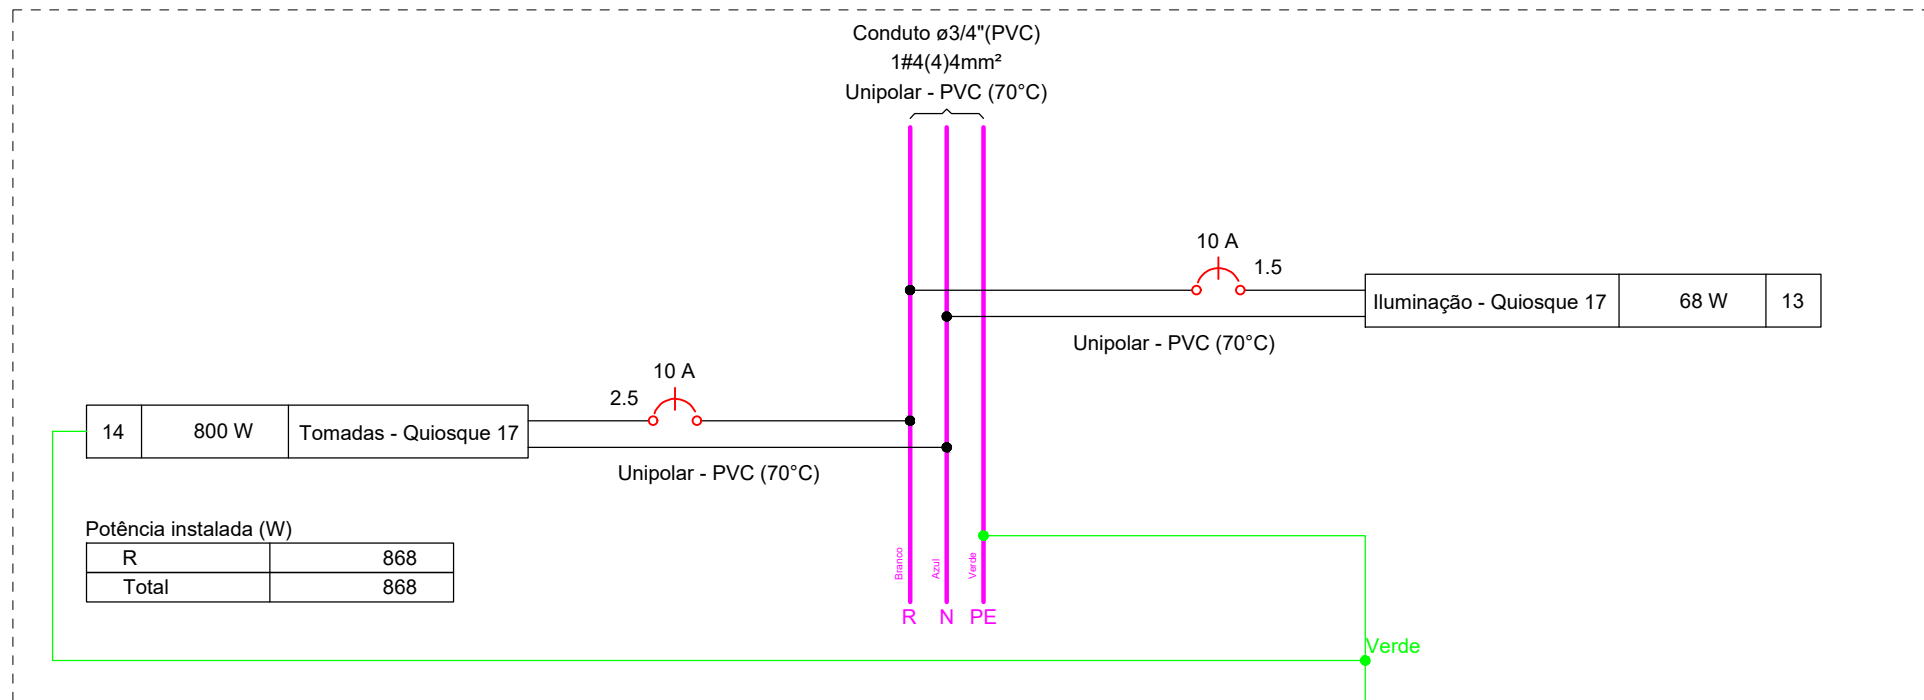 Conduto ø3/4"(PVC)
1#4(4)4mm²
Unipolar - PVC (70°C)
10 A
1.5
Iluminação - Quiosque 17 68 W 13
Unipolar - PVC (70°C)
10 A
2.5
14 800 W Tomadas - Quiosque 17
Unipolar - PVC (70°C)
Potência instalada (W)
R 868
Total 868
Branco
Azul
Verde
R N PE
Verde